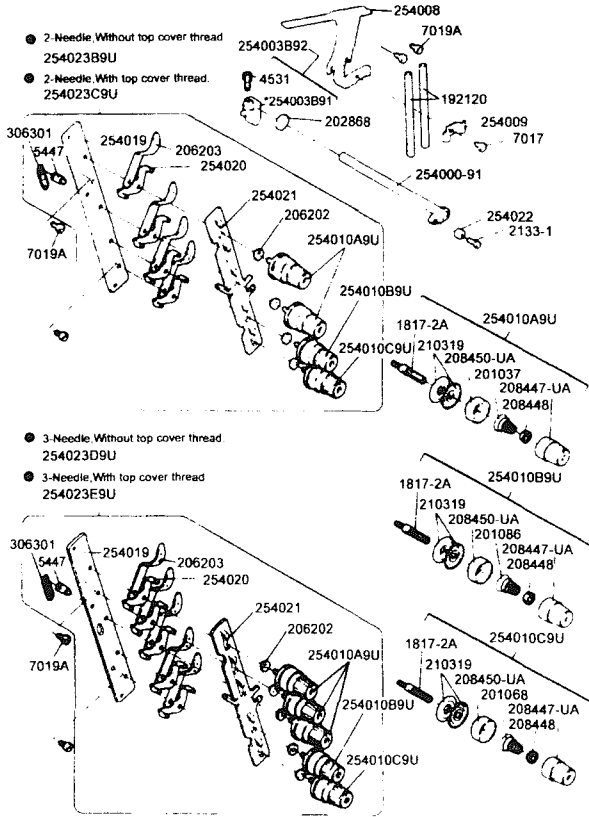 254008
7019A
2-Needle,Without top cover thread
254023B9U
254003B92
2-Needle,With top cover thread.
254023C9U
4531
*254003B91
192120
202868
254009
7017
306301
5447
254019
206203
254020
254000-91
254021
206202
254022
2133-1
7019A
254010A9U
254010B9U
254010C9U
254010A9U
1817-2A
210319
208450-UA
201037
208447-UA
208448
3-Needle,Without top cover thread.
254023D9U
3-Needle,With top cover thread
254023E9U
254010B9U
1817-2A
210319
208450-UA
201086
208447-UA
208448
306301
5447
254019
206203
254020
254021
206202
7019A
254010A9U
254010B9U
254010C9U
254010C9U
1817-2A
210319
208450-UA
201068
208447-UA
208448